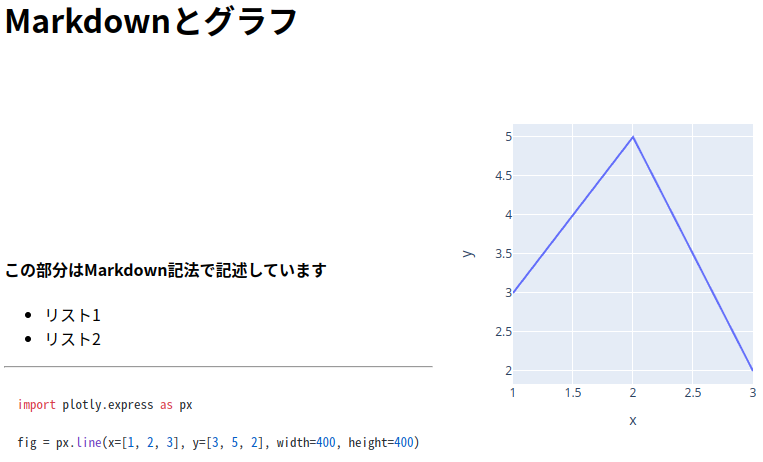 Markdownとグラフ
この部分はMarkdown記法で記述しています
リスト1
リスト2
import plotly.express as px
fig = px.line(x=[1, 2, 3], y=[3, 5, 2], width=400, height=400)
5
4.5
4
3.5
3
2.5
2
y
1
1.5
2
2.5
3
x